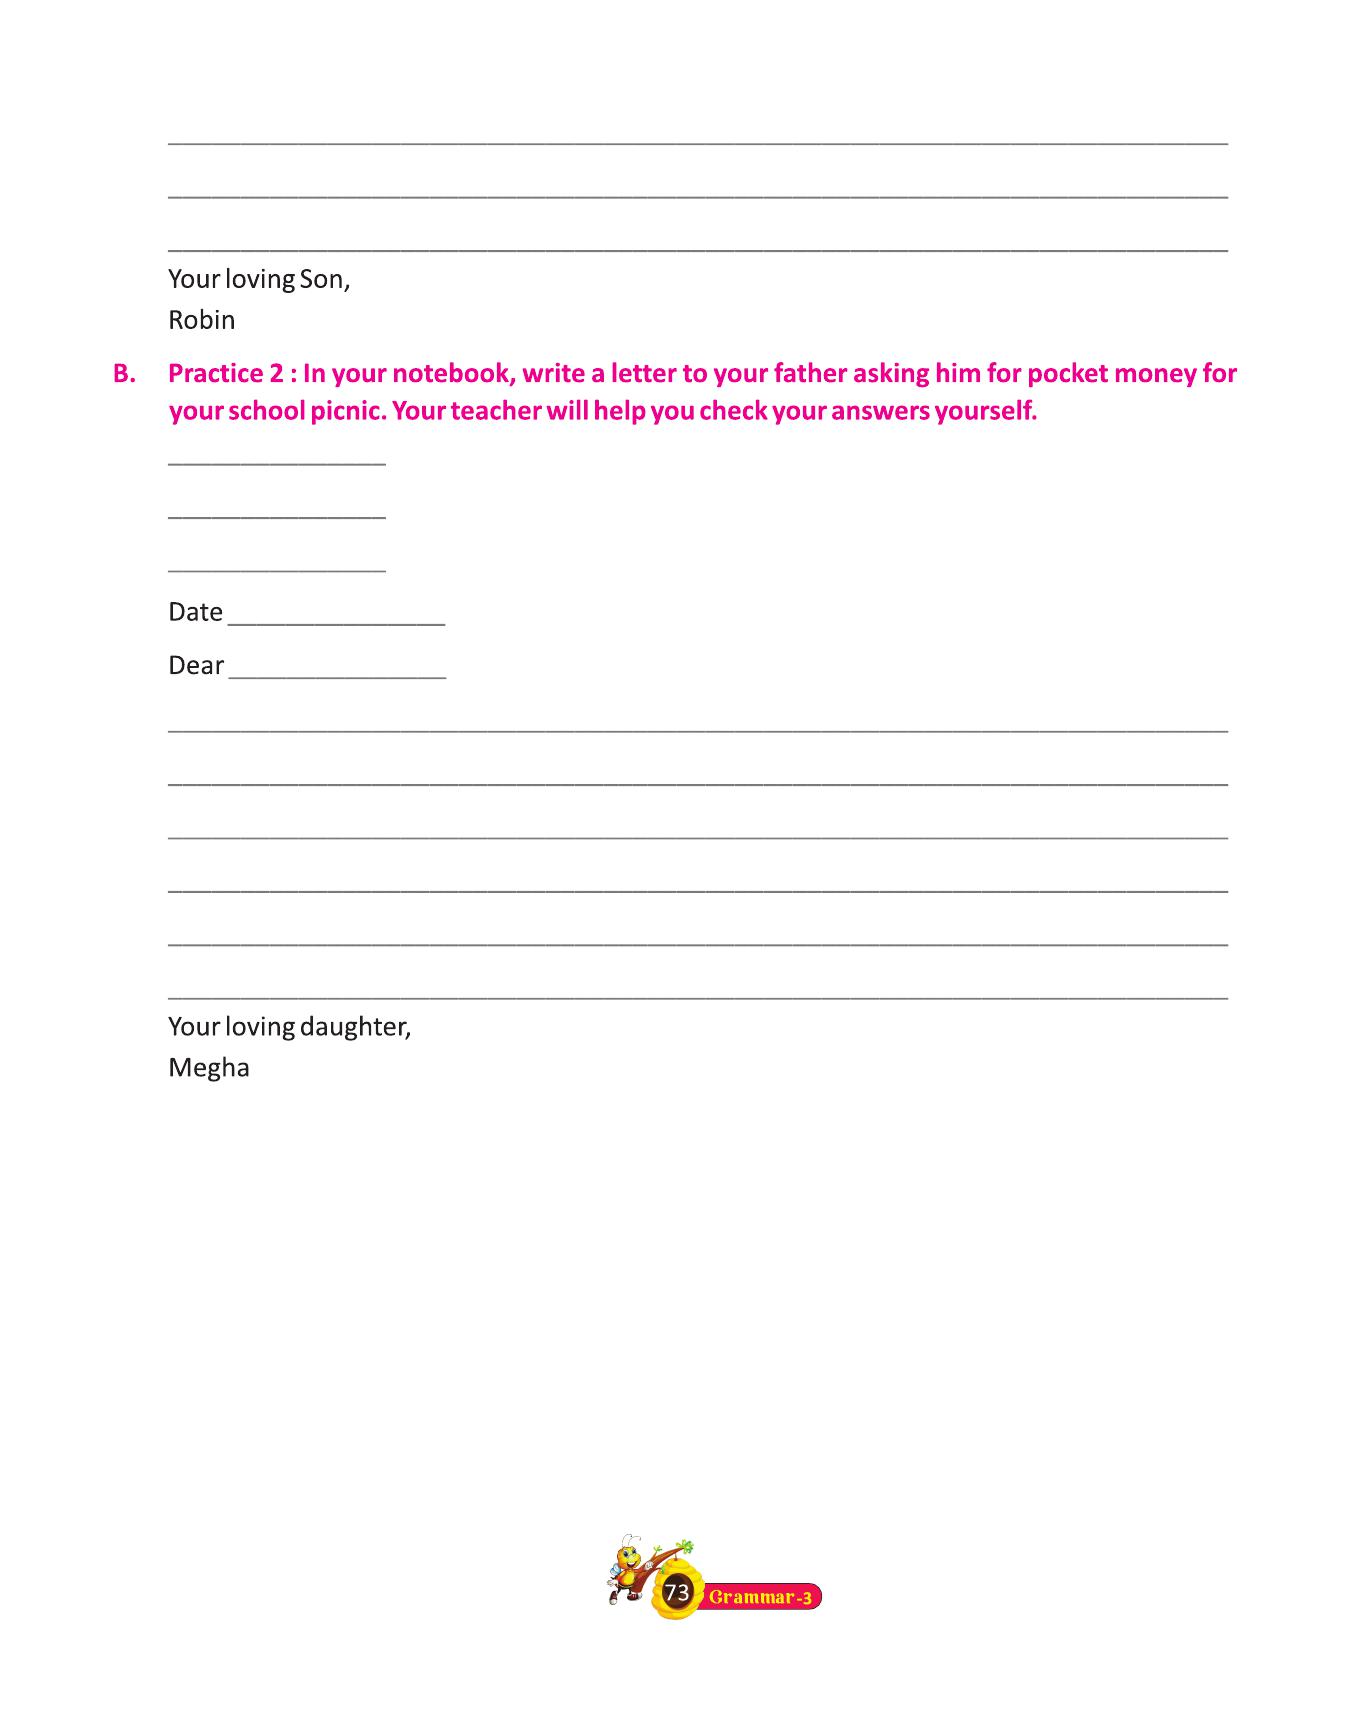 Your loving Son,
Robin
B. Practice 2 : In your notebook, write a letter to your father asking him for pocket money for
your school picnic. Your teacher will help you check your answers yourself.
Date _______________
Dear _______________
Your loving daughter,
Megha
73 Grammar-3